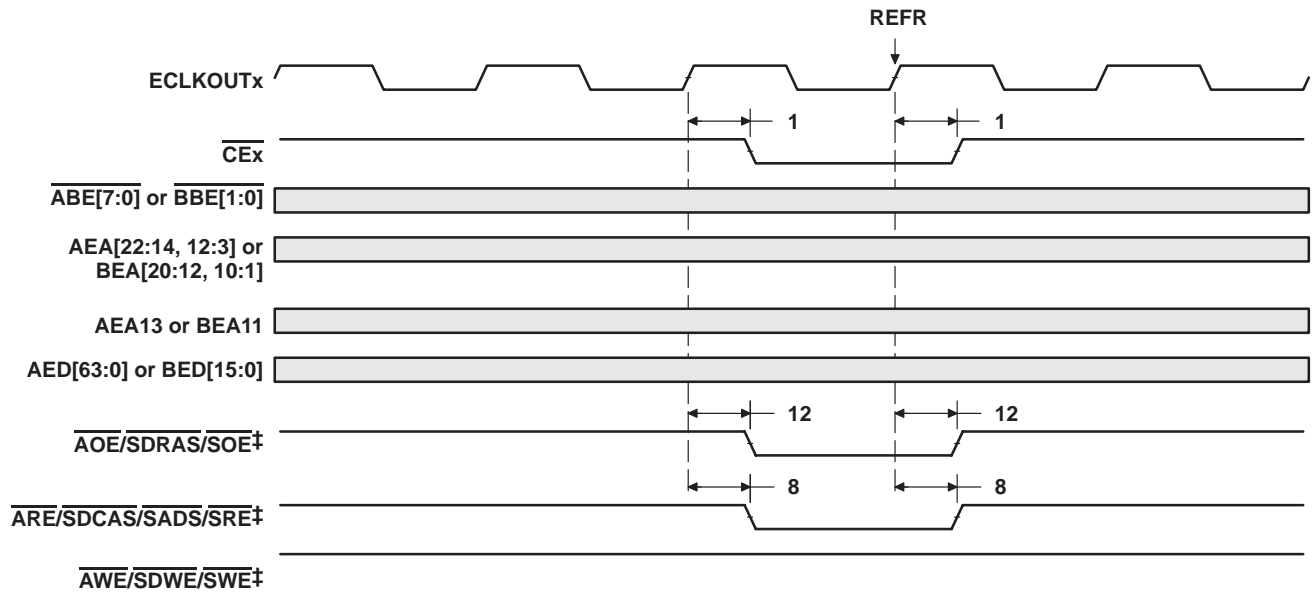 REFR
ECLKOUTx
1 1
CEx
ABE[7:0] or BBE[1:0]
AEA[22:14, 12:3] or
BEA[20:12, 10:1]
AEA13 or BEA11
AED[63:0] or BED[15:0]
12 12
AOE/SDRAS/SOE‡
8 8
ARE/SDCAS/SADS/SRE‡
AWE/SDWE/SWE‡